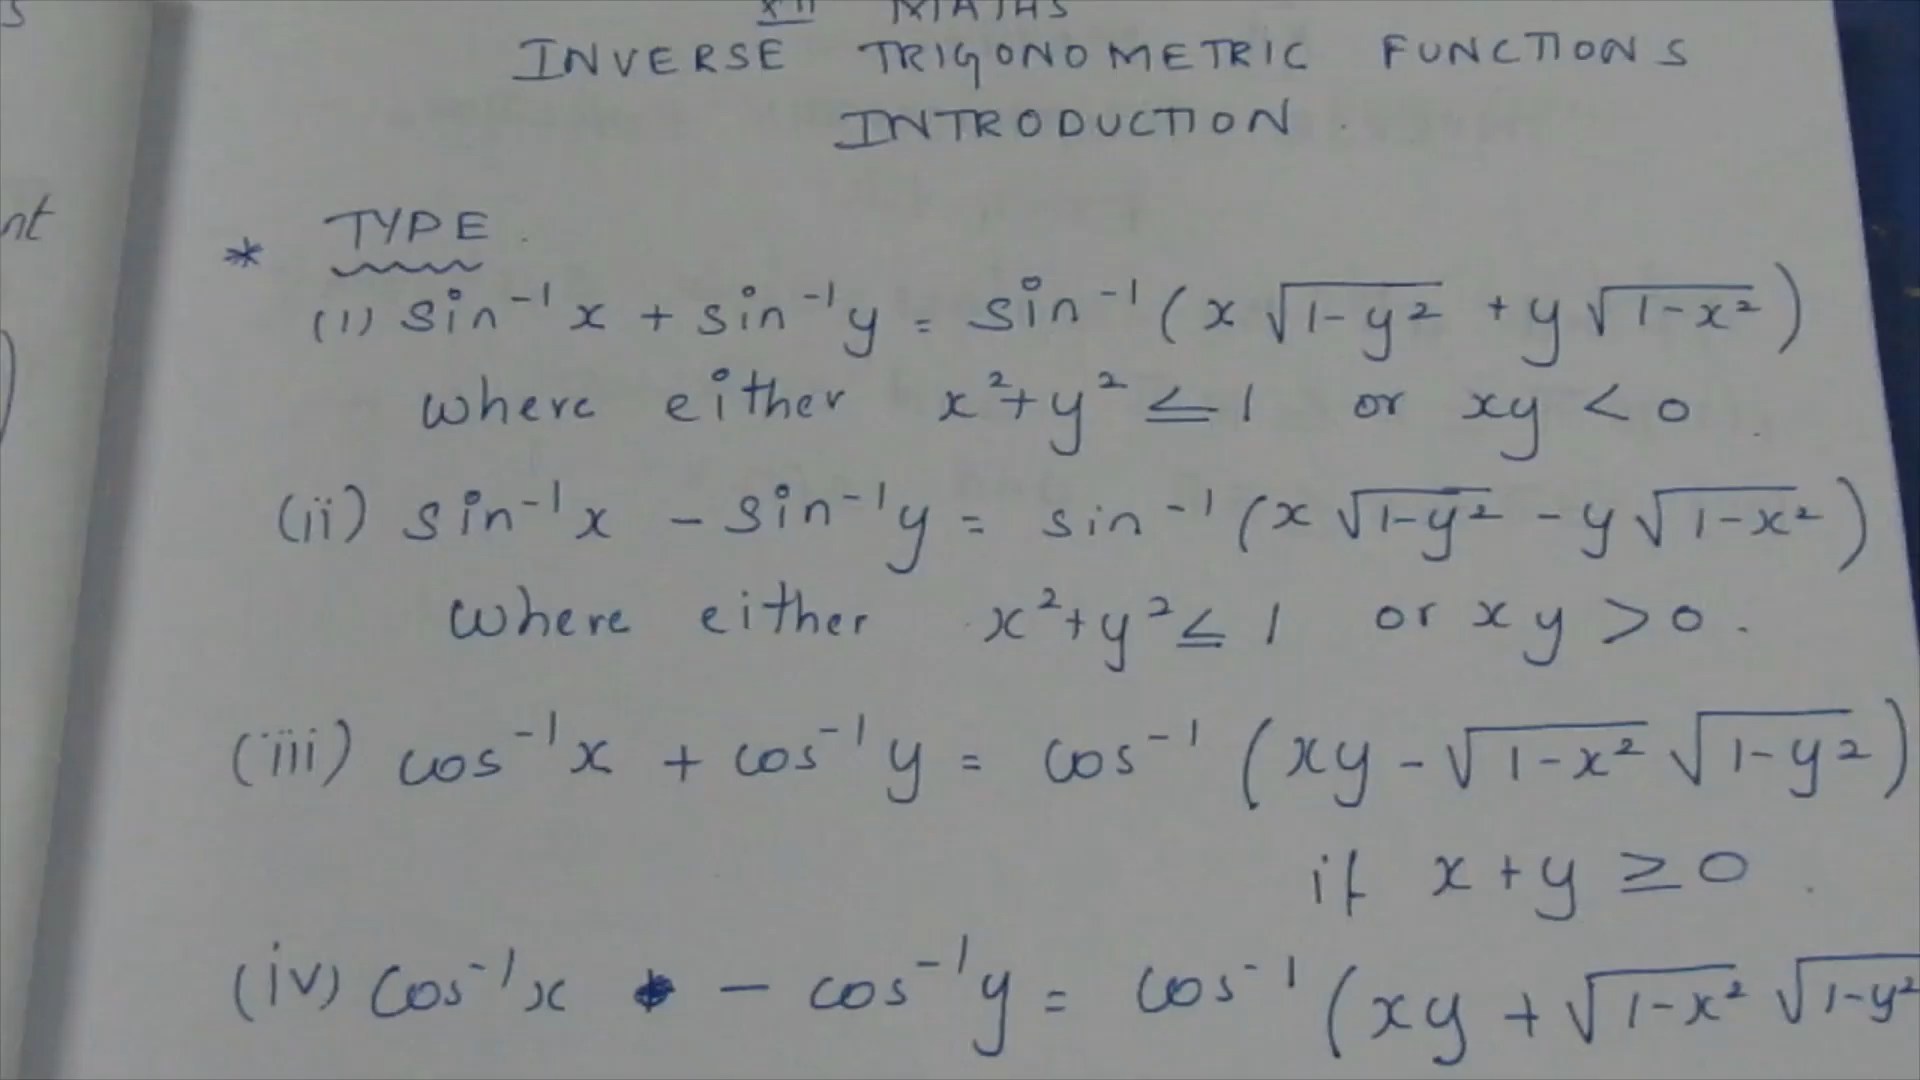 XII MATHS
INVERSE TRIGONOMETRIC FUNCTIONS
INTRODUCTION.
* TYPE.
(i) sin⁻¹x + sin⁻¹y = sin⁻¹(x √1-y² + y √1-x²)
where either x²+y² ≤ 1 or xy < 0.
(ii) sin⁻¹x - sin⁻¹y = sin⁻¹(x √1-y² - y √1-x²)
where either x²+y² ≤ 1 or xy > 0.
(iii) cos⁻¹x + cos⁻¹y = cos⁻¹(xy - √1-x² √1-y²)
if x+y ≥ 0.
(iv) cos⁻¹x - cos⁻¹y = cos⁻¹(xy + √1-x² √1-y²